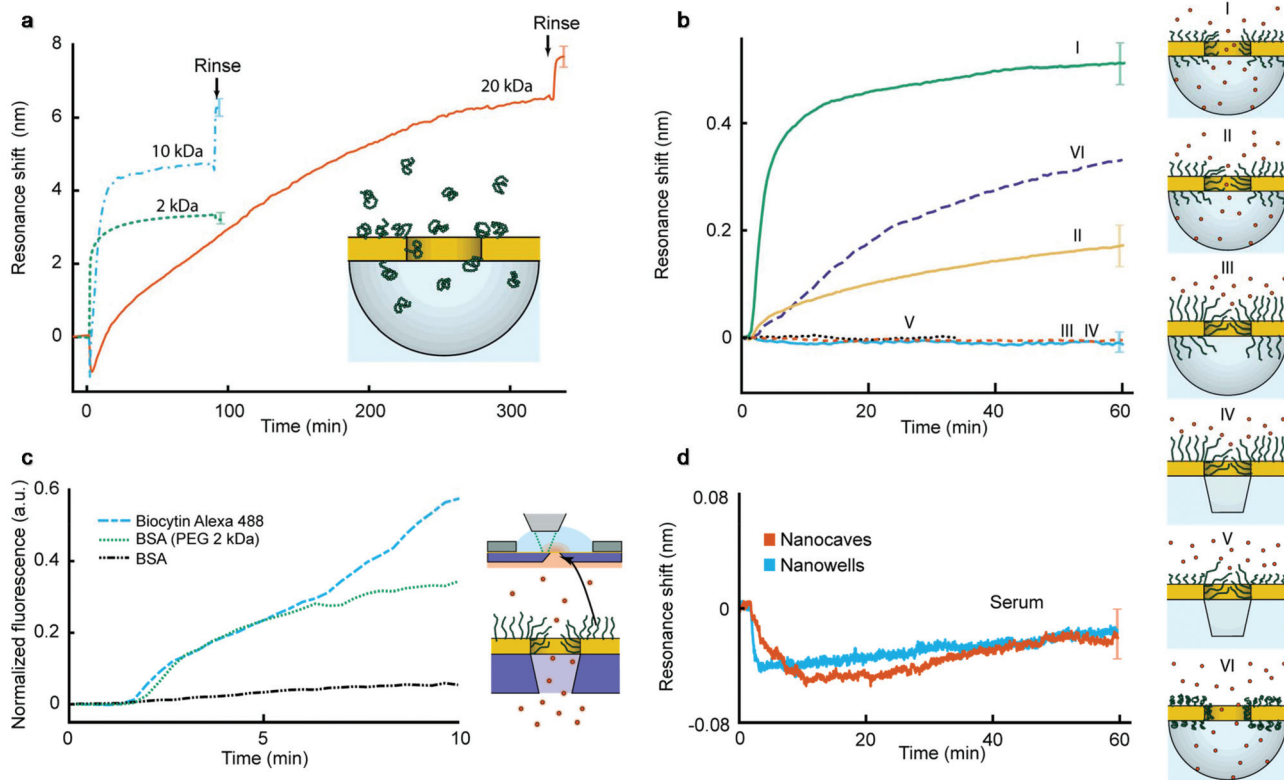 a
Resonance shift (nm)
8
6
4
2
0
Rinse
Rinse
20 kDa
10 kDa
2 kDa
0
100
200
300
Time (min)
b
Resonance shift (nm)
0.4
0.2
0
I
VI
II
V
III IV
0
20
40
60
Time (min)
c
Normalized fluorescence (a.u.)
0.6
0.4
0.2
0
Biocytin Alexa 488
BSA (PEG 2 kDa)
BSA
0
5
10
Time (min)
d
Resonance shift (nm)
0.08
0
-0.08
Nanocaves
Nanowells
Serum
0
20
40
60
Time (min)
I
II
III
IV
V
VI